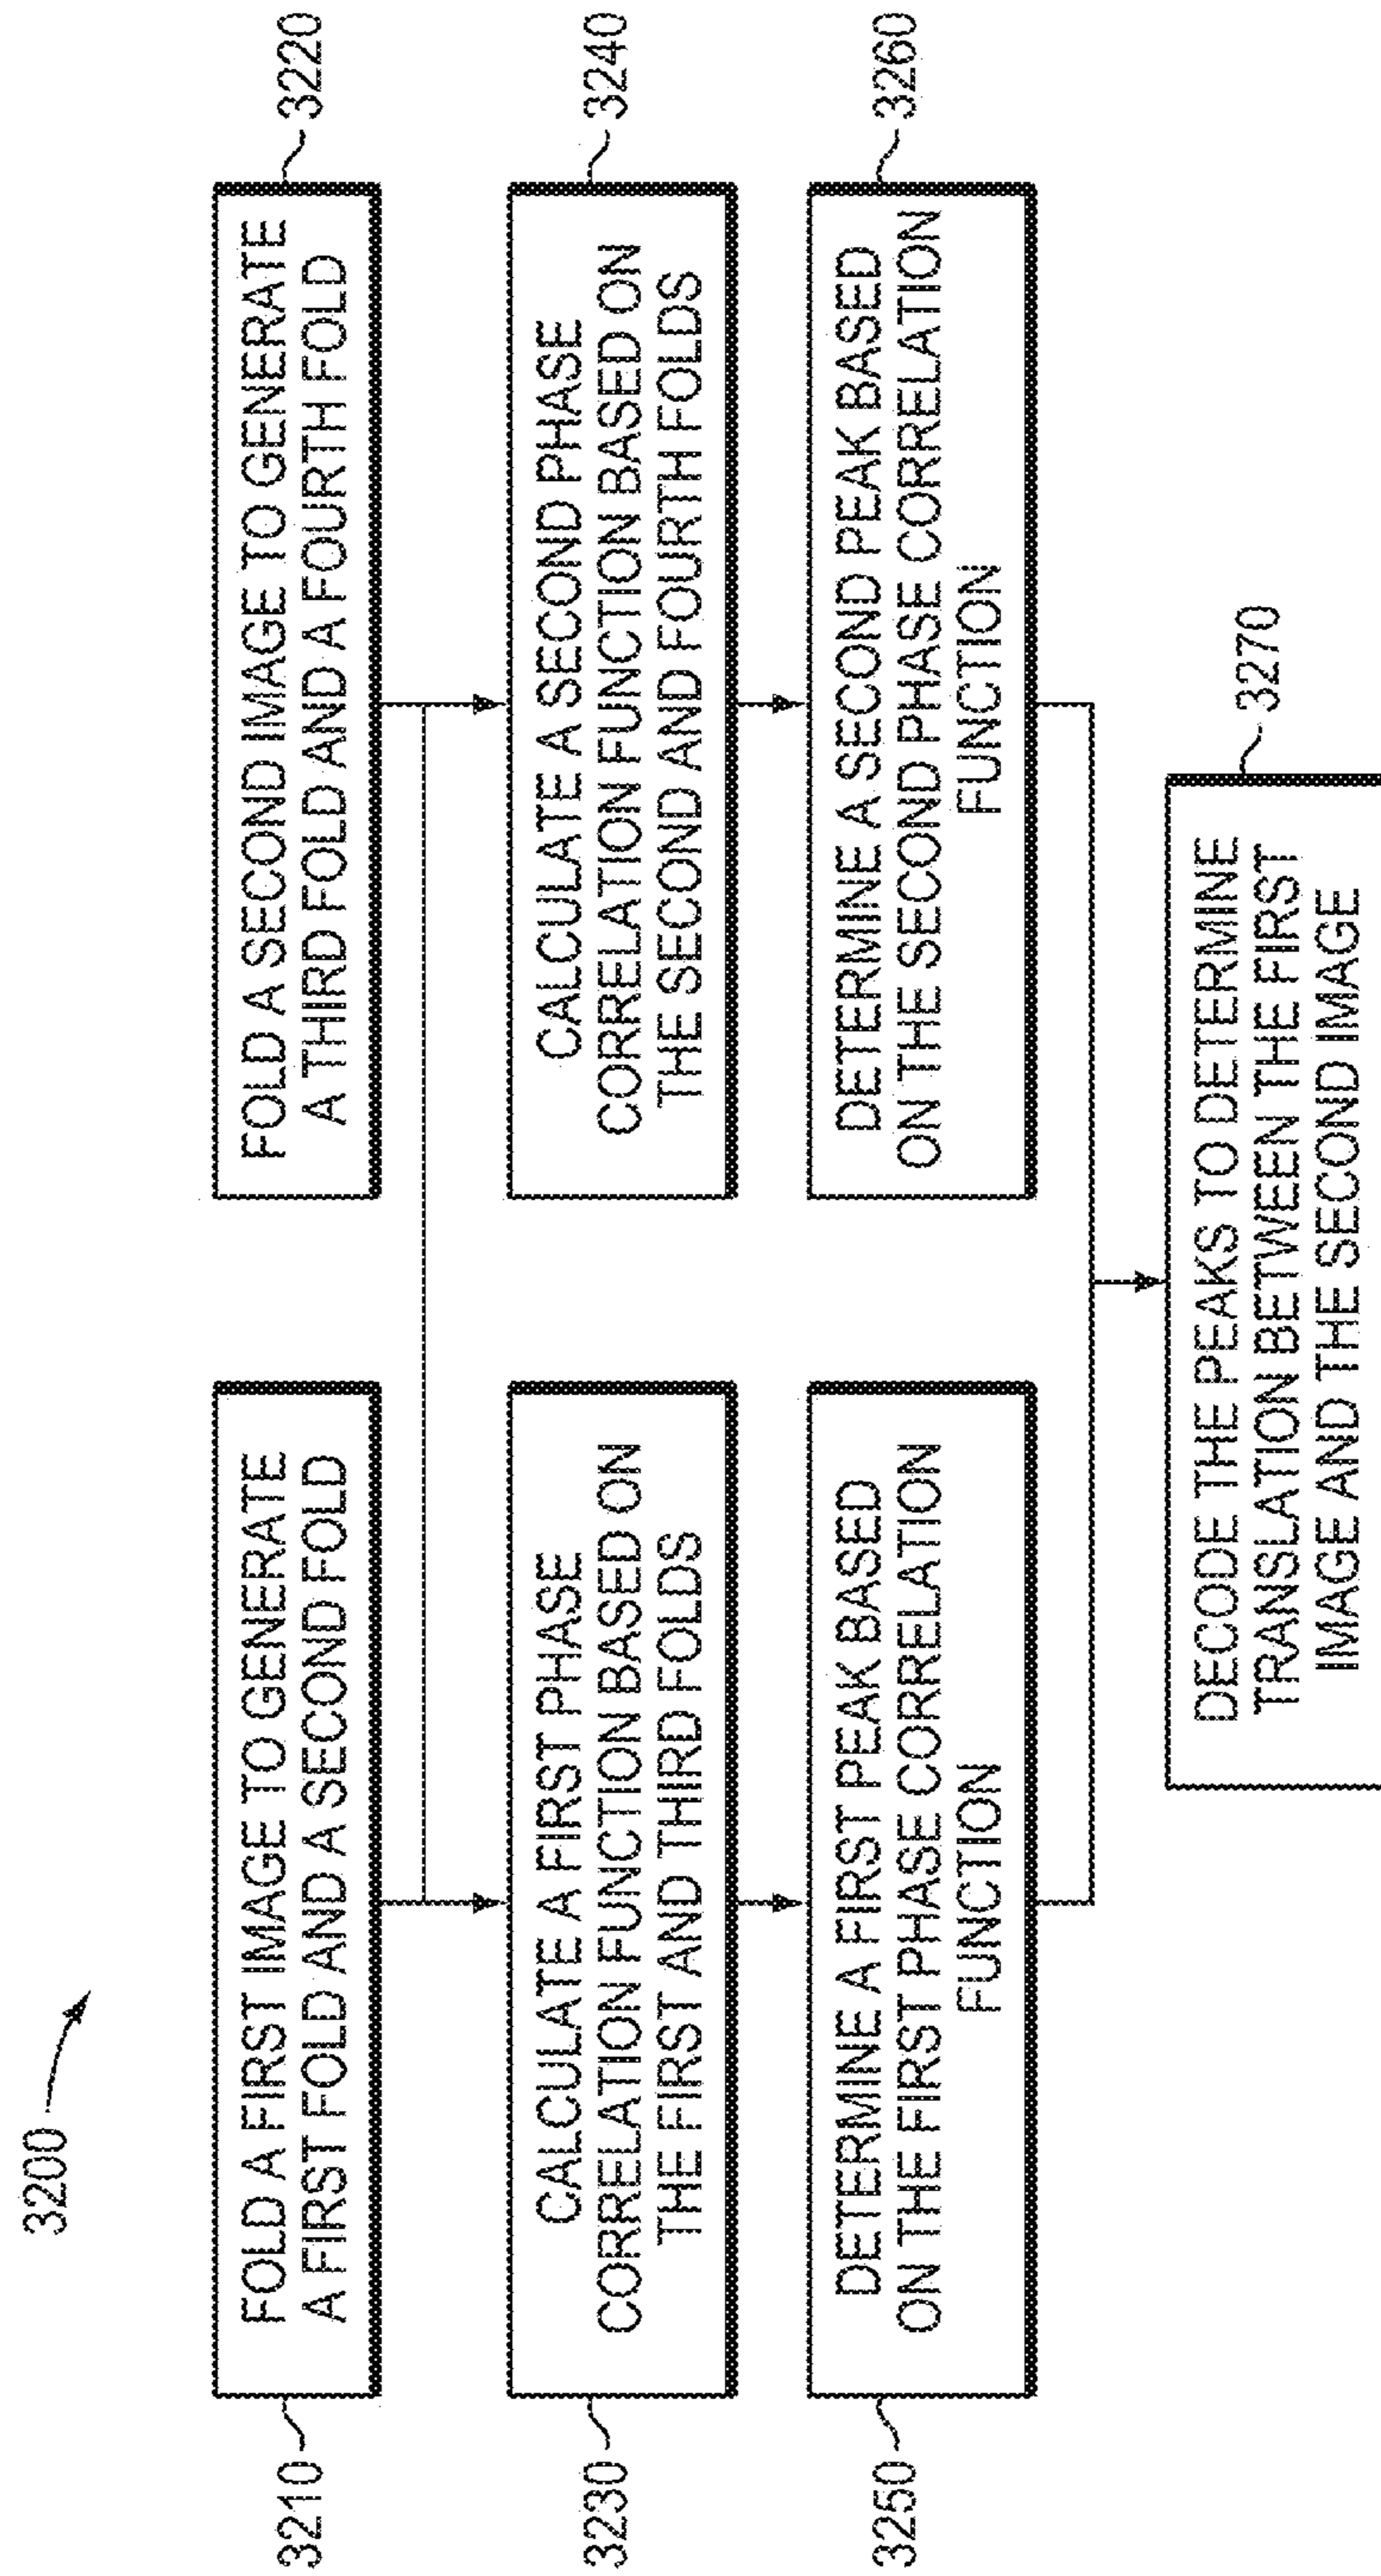 3200
3210
FOLD A FIRST IMAGE TO GENERATE
A FIRST FOLD AND A SECOND FOLD
FOLD A SECOND IMAGE TO GENERATE
A THIRD FOLD AND A FOURTH FOLD
3220
3230
CALCULATE A FIRST PHASE
CORRELATION FUNCTION BASED ON
THE FIRST AND THIRD FOLDS
CALCULATE A SECOND PHASE
CORRELATION FUNCTION BASED ON
THE SECOND AND FOURTH FOLDS
3240
3250
DETERMINE A FIRST PEAK BASED
ON THE FIRST PHASE CORRELATION
FUNCTION
DETERMINE A SECOND PEAK BASED
ON THE SECOND PHASE CORRELATION
FUNCTION
3260
DECODE THE PEAKS TO DETERMINE
TRANSLATION BETWEEN THE FIRST
IMAGE AND THE SECOND IMAGE
3270